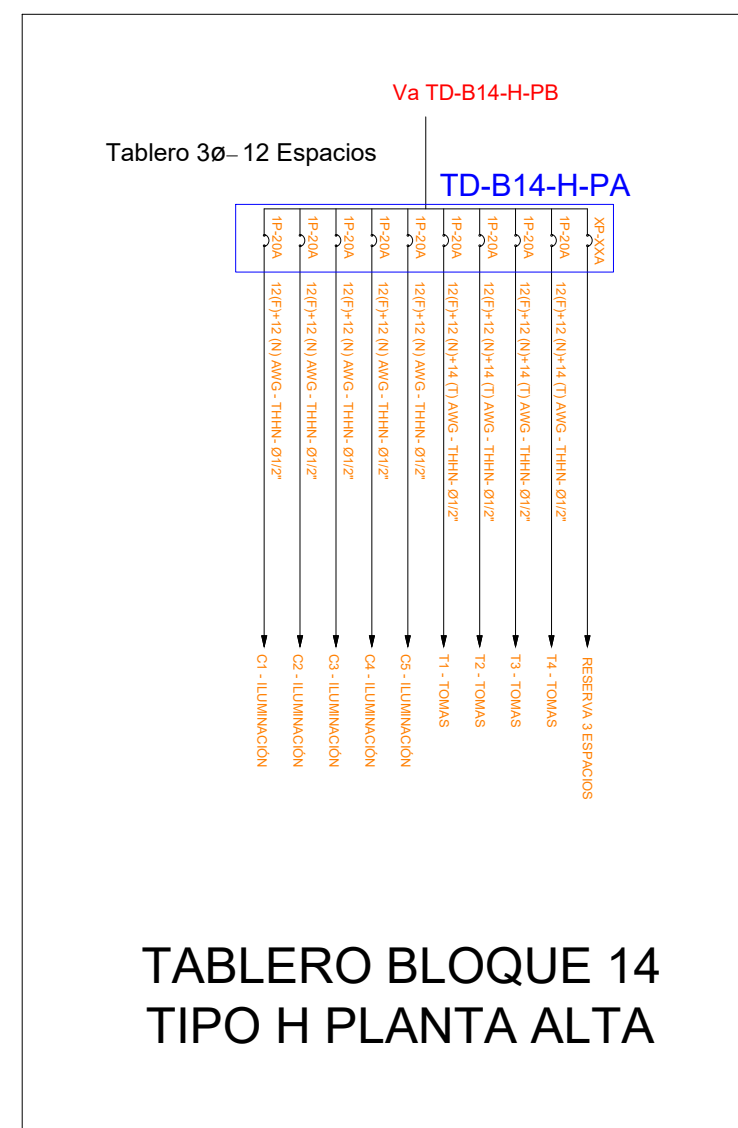 Va TD-B14-H-PB
Tablero 3ø– 12 Espacios
TD-B14-H-PA
1P-20A
1P-20A
1P-20A
1P-20A
1P-20A
1P-20A
1P-20A
1P-20A
1P-20A
XP-XXA
12(F)+12 (N) AWG - THHN- Ø1/2"
12(F)+12 (N) AWG - THHN- Ø1/2"
12(F)+12 (N) AWG - THHN- Ø1/2"
12(F)+12 (N) AWG - THHN- Ø1/2"
12(F)+12 (N) AWG - THHN- Ø1/2"
12(F)+12 (N)+14 (T) AWG - THHN- Ø1/2"
12(F)+12 (N)+14 (T) AWG - THHN- Ø1/2"
12(F)+12 (N)+14 (T) AWG - THHN- Ø1/2"
12(F)+12 (N)+14 (T) AWG - THHN- Ø1/2"
C1 - ILUMINACIÓN
C2 - ILUMINACIÓN
C3 - ILUMINACIÓN
C4 - ILUMINACIÓN
C5 - ILUMINACIÓN
T1 - TOMAS
T2 - TOMAS
T3 - TOMAS
T4 - TOMAS
RESERVA 3 ESPACIOS
TABLERO BLOQUE 14
TIPO H PLANTA ALTA